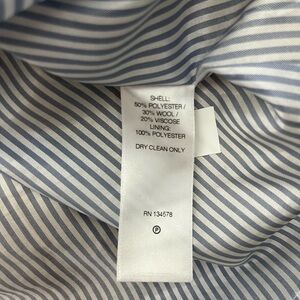 SHELL:
50% POLYESTER /
30% WOOL /
20% VISCOSE
LINING:
100% POLYESTER
DRY CLEAN ONLY
RN 134578
P